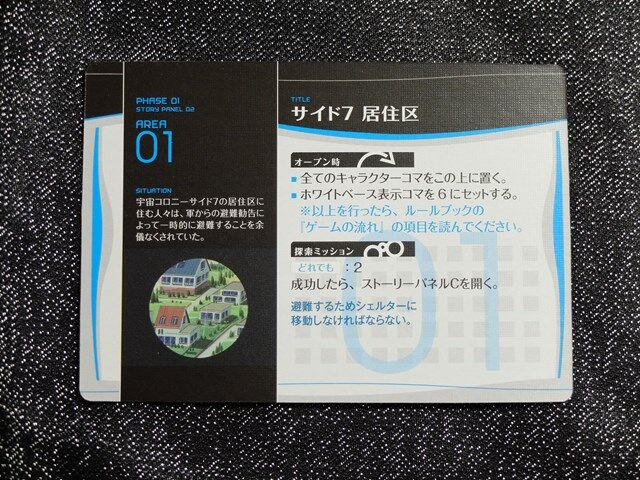 PHASE 01
STORY PANEL 02
AREA
01
SITUATION
宇宙コロニーサイド7の居住区に
住む人々は、軍からの避難勧告に
よって一時的に避難することを余
儀なくされていた。
TITLE
サイド7 居住区
オープン時
■ 全てのキャラクターコマをこの上に置く。
■ ホワイトベース表示コマを6にセットする。
※以上を行ったら、ルールブックの
『ゲームの流れ』の項目を読んでください。
探索ミッション
どれでも :2
成功したら、ストーリーパネルCを開く。
避難するためシェルターに
移動しなければならない。
01